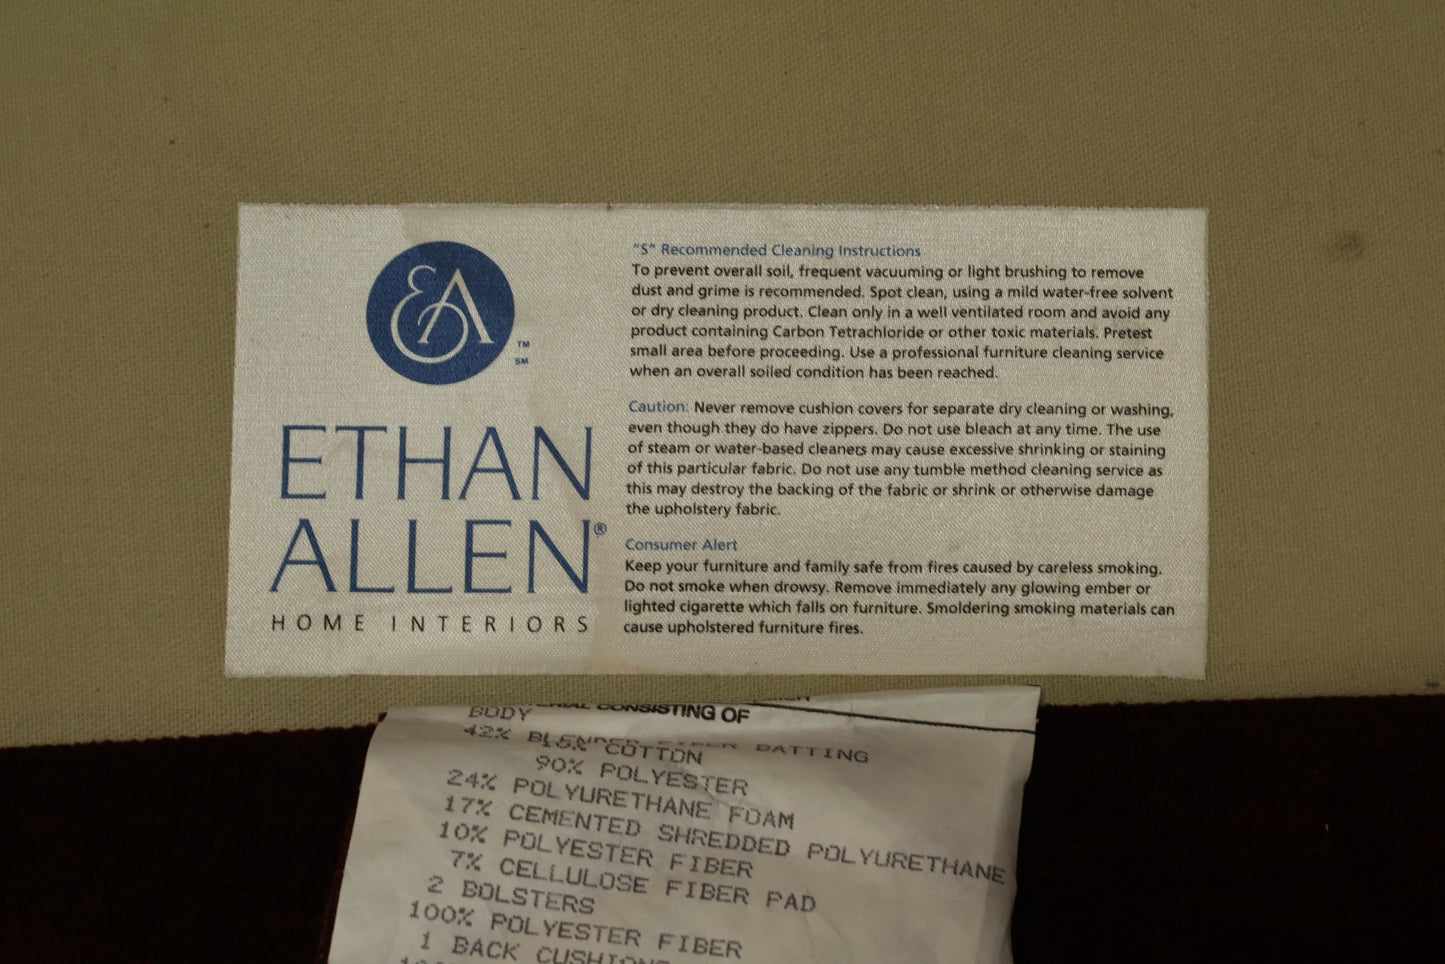 EA
TM
SM
ETHAN
ALLEN®
HOME INTERIORS
"S" Recommended Cleaning Instructions
To prevent overall soil, frequent vacuuming or light brushing to remove
dust and grime is recommended. Spot clean, using a mild water-free solvent
or dry cleaning product. Clean only in a well ventilated room and avoid any
product containing Carbon Tetrachloride or other toxic materials. Pretest
small area before proceeding. Use a professional furniture cleaning service
when an overall soiled condition has been reached.
Caution: Never remove cushion covers for separate dry cleaning or washing,
even though they do have zippers. Do not use bleach at any time. The use
of steam or water-based cleaners may cause excessive shrinking or staining
of this particular fabric. Do not use any tumble method cleaning service as
this may destroy the backing of the fabric or shrink or otherwise damage
the upholstery fabric.
Consumer Alert
Keep your furniture and family safe from fires caused by careless smoking.
Do not smoke when drowsy. Remove immediately any glowing ember or
lighted cigarette which falls on furniture. Smoldering smoking materials can
cause upholstered furniture fires.
CONSISTING OF
BODY
42% BATTING
COTTON
90% POLYESTER
24% POLYURETHANE FOAM
17% CEMENTED SHREDDED POLYURETHANE
10% POLYESTER FIBER
7% CELLULOSE FIBER PAD
2 BOLSTERS
100% POLYESTER FIBER
1 BACK